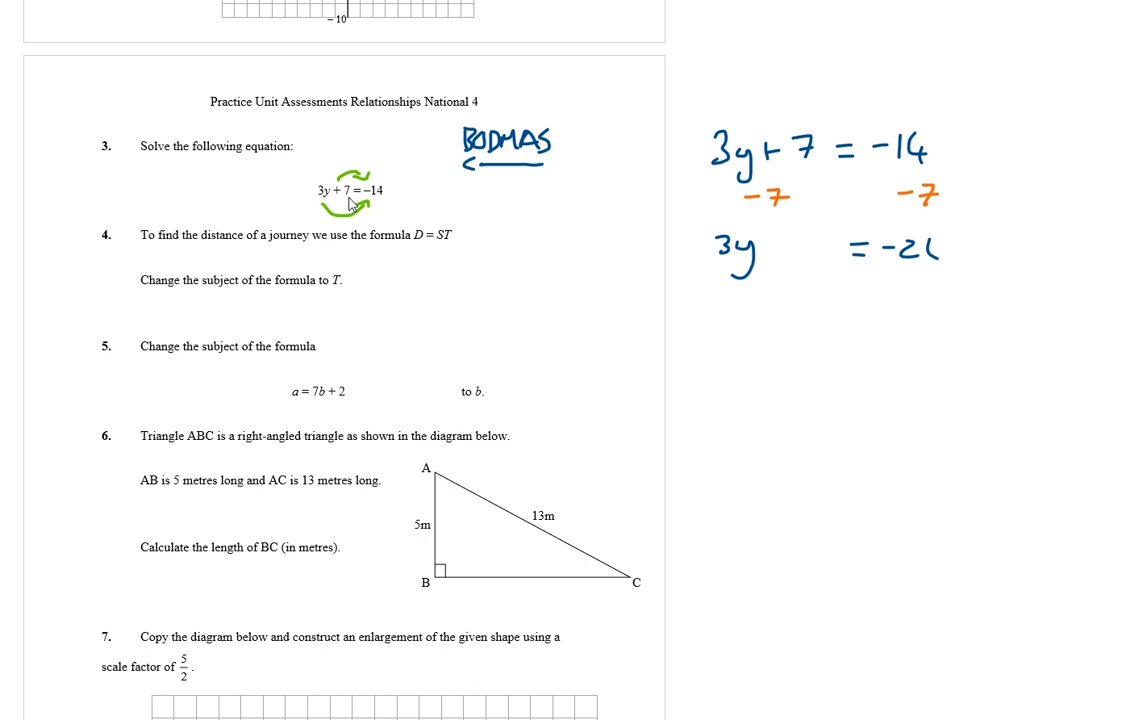 – 10
Practice Unit Assessments Relationships National 4
3. Solve the following equation:
BODMAS
3y + 7 = –14
4. To find the distance of a journey we use the formula D = ST
Change the subject of the formula to T.
5. Change the subject of the formula
a = 7b + 2 to b.
6. Triangle ABC is a right-angled triangle as shown in the diagram below.
A
AB is 5 metres long and AC is 13 metres long.
13m
5m
Calculate the length of BC (in metres).
B
C
7. Copy the diagram below and construct an enlargement of the given shape using a
scale factor of 5/2 .
3y + 7 = -14
-7 -7
3y = -21